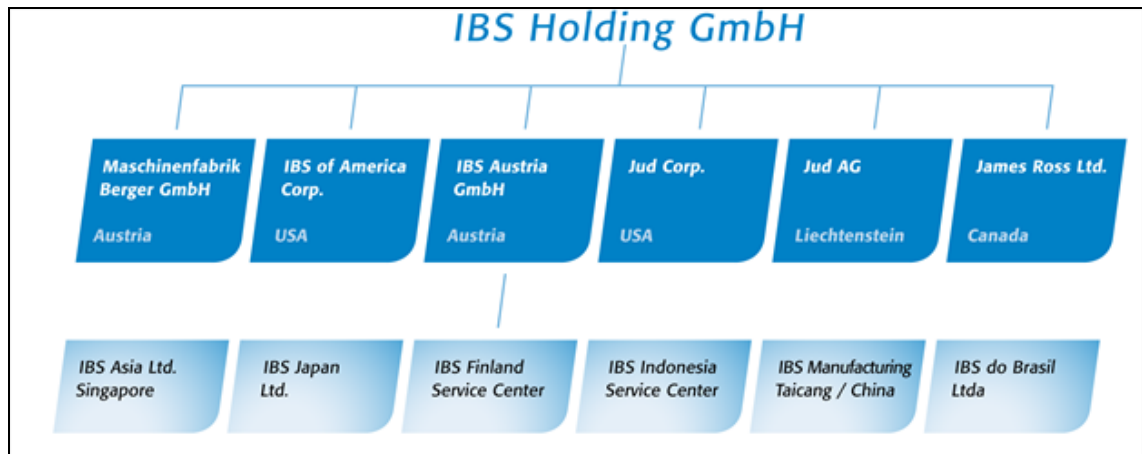 IBS Holding GmbH
Maschinenfabrik
Berger GmbH
Austria
IBS of America
Corp.
USA
IBS Austria
GmbH
Austria
Jud Corp.
USA
Jud AG
Liechtenstein
James Ross Ltd.
Canada
IBS Asia Ltd.
Singapore
IBS Japan
Ltd.
IBS Finland
Service Center
IBS Indonesia
Service Center
IBS Manufacturing
Taicang / China
IBS do Brasil
Ltda